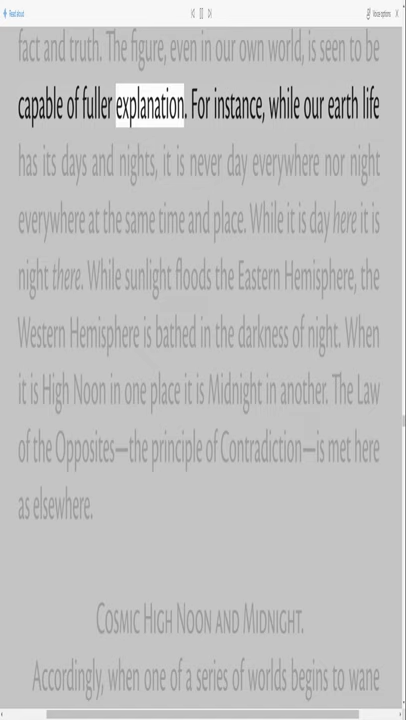 Read aloud
Voice options
fact and truth. The figure, even in our own world, is seen to be
capable of fuller explanation. For instance, while our earth life
has its days and nights, it is never day everywhere nor night
everywhere at the same time and place. While it is day here it is
night there. While sunlight floods the Eastern Hemisphere, the
Western Hemisphere is bathed in the darkness of night. When
it is High Noon in one place it is Midnight in another. The Law
of the Opposites—the principle of Contradiction—is met here
as elsewhere.
Cosmic High Noon and Midnight.
Accordingly, when one of a series of worlds begins to wane